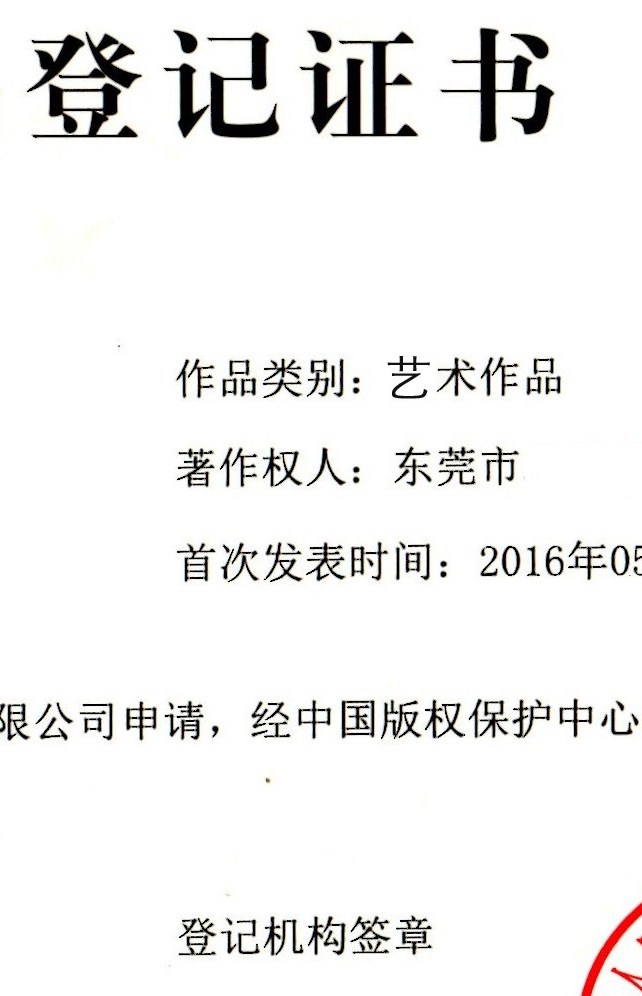 登记证书
作品类别：艺术作品
著作权人：东莞市
首次发表时间：2016年05
限公司申请，经中国版权保护中心
登记机构签章